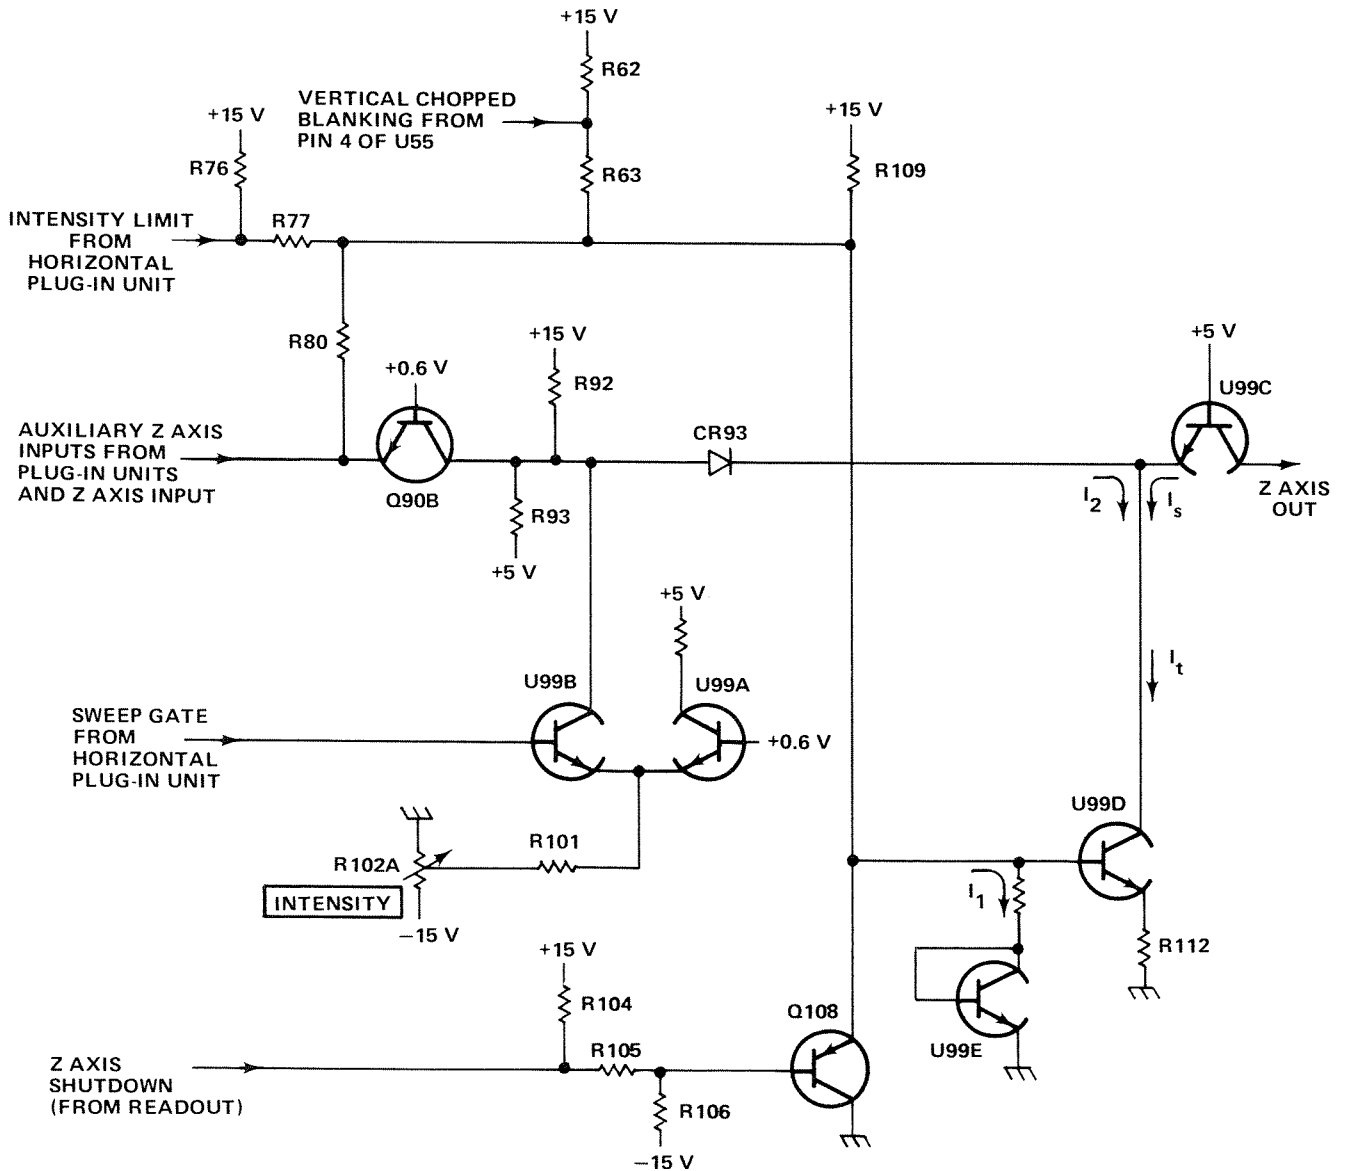 +15 V
R62
VERTICAL CHOPPED
BLANKING FROM
PIN 4 OF U55
+15 V
+15 V
R76
R63
R109
INTENSITY LIMIT
FROM
HORIZONTAL
PLUG-IN UNIT
R77
R80
+15 V
+5 V
+0.6 V
R92
U99C
AUXILIARY Z AXIS
INPUTS FROM
PLUG-IN UNITS
AND Z AXIS INPUT
CR93
Q90B
R93
I2
Is
Z AXIS
OUT
+5 V
+5 V
It
U99B
U99A
SWEEP GATE
FROM
HORIZONTAL
PLUG-IN UNIT
+0.6 V
U99D
R101
R102A
INTENSITY
I1
−15 V
+15 V
R112
R104
Q108
U99E
R105
Z AXIS
SHUTDOWN
(FROM READOUT)
R106
−15 V